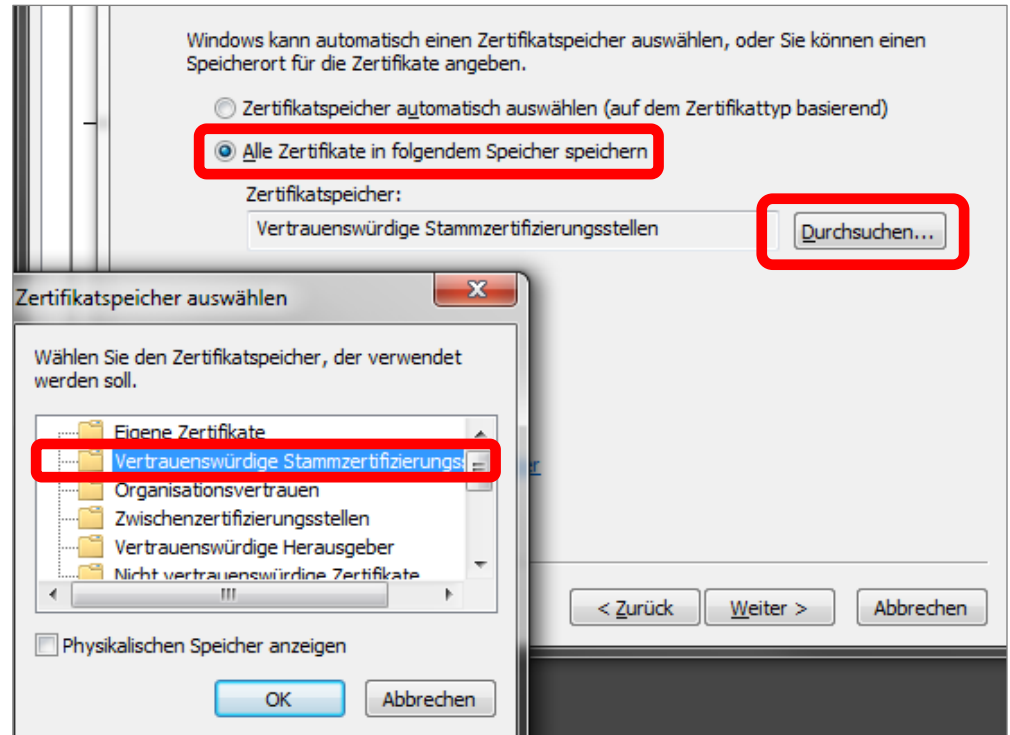 Windows kann automatisch einen Zertifikatspeicher auswählen, oder Sie können einen
Speicherort für die Zertifikate angeben.
Zertifikatspeicher automatisch auswählen (auf dem Zertifikattyp basierend)
Alle Zertifikate in folgendem Speicher speichern
Zertifikatspeicher:
Vertrauenswürdige Stammzertifizierungsstellen
Durchsuchen...
Zertifikatspeicher auswählen
Wählen Sie den Zertifikatspeicher, der verwendet
werden soll.
Eigene Zertifikate
Vertrauenswürdige Stammzertifizierungs
Organisationsvertrauen
Zwischenzertifizierungsstellen
Vertrauenswürdige Herausgeber
Nicht vertrauenswürdige Zertifikate
Physikalischen Speicher anzeigen
OK
Abbrechen
< Zurück
Weiter >
Abbrechen